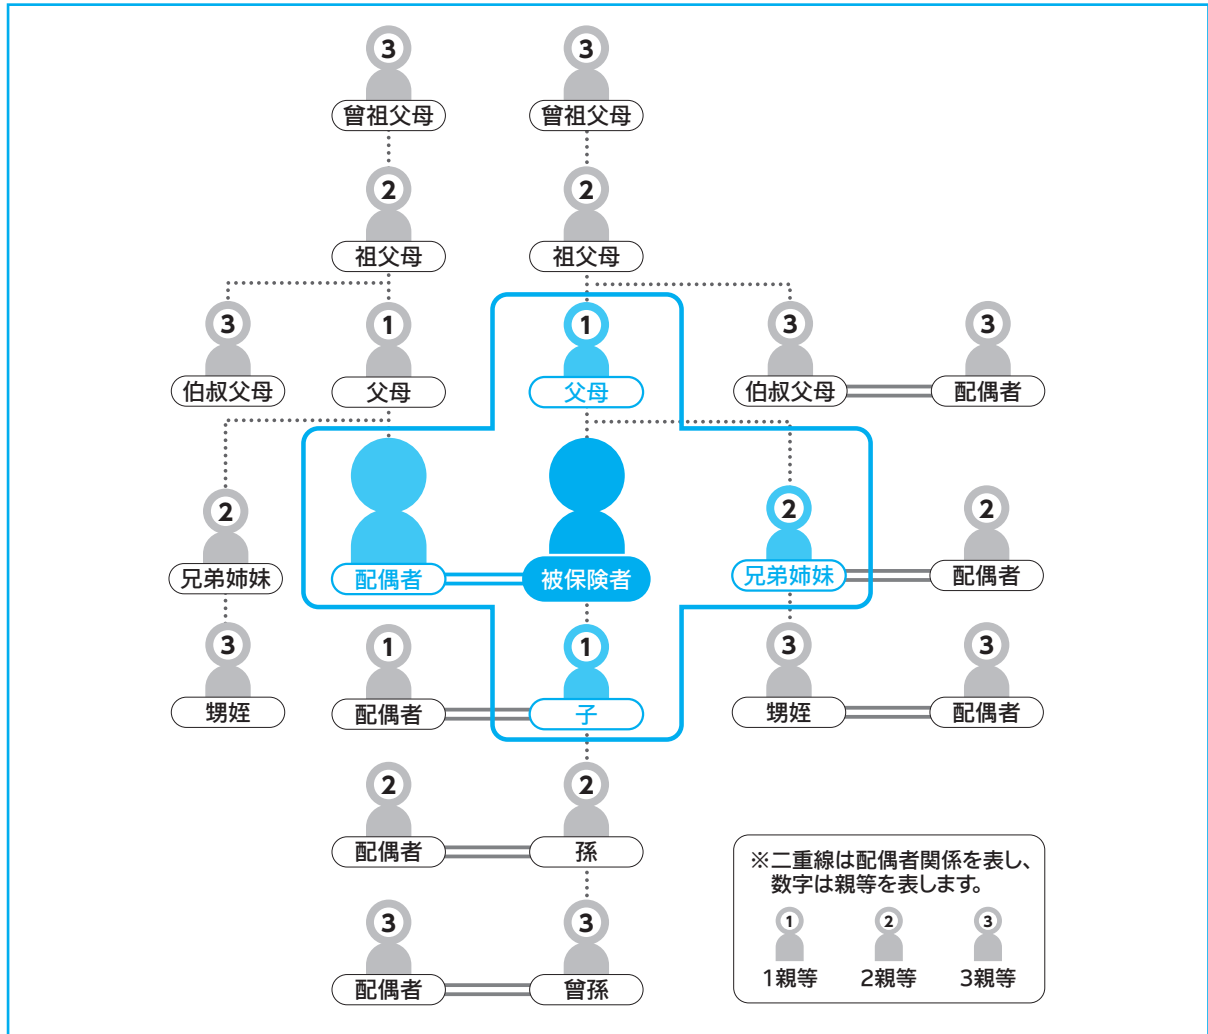 3 3
曾祖父母 曾祖父母
2 2
祖父母 祖父母
3 1 1 3 3
伯叔父母 父母 父母 伯叔父母 配偶者
2 2 2
兄弟姉妹 配偶者 被保険者 兄弟姉妹 配偶者
3 1 1 3 3
甥姪 配偶者 子 甥姪 配偶者
2 2
配偶者 孫
3 3
配偶者 曾孫
※二重線は配偶者関係を表し、
数字は親等を表します。
1 2 3
1親等 2親等 3親等